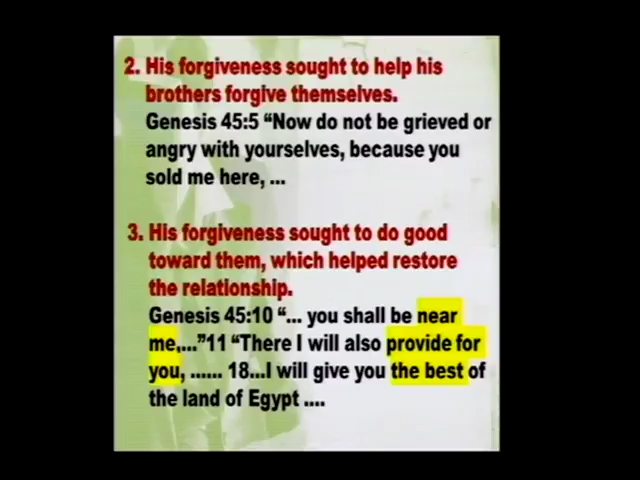 2. His forgiveness sought to help his
brothers forgive themselves.
Genesis 45:5 “Now do not be grieved or
angry with yourselves, because you
sold me here, ...
3. His forgiveness sought to do good
toward them, which helped restore
the relationship.
Genesis 45:10 “... you shall be near
me,...”11 “There I will also provide for
you, ...... 18...I will give you the best of
the land of Egypt ....